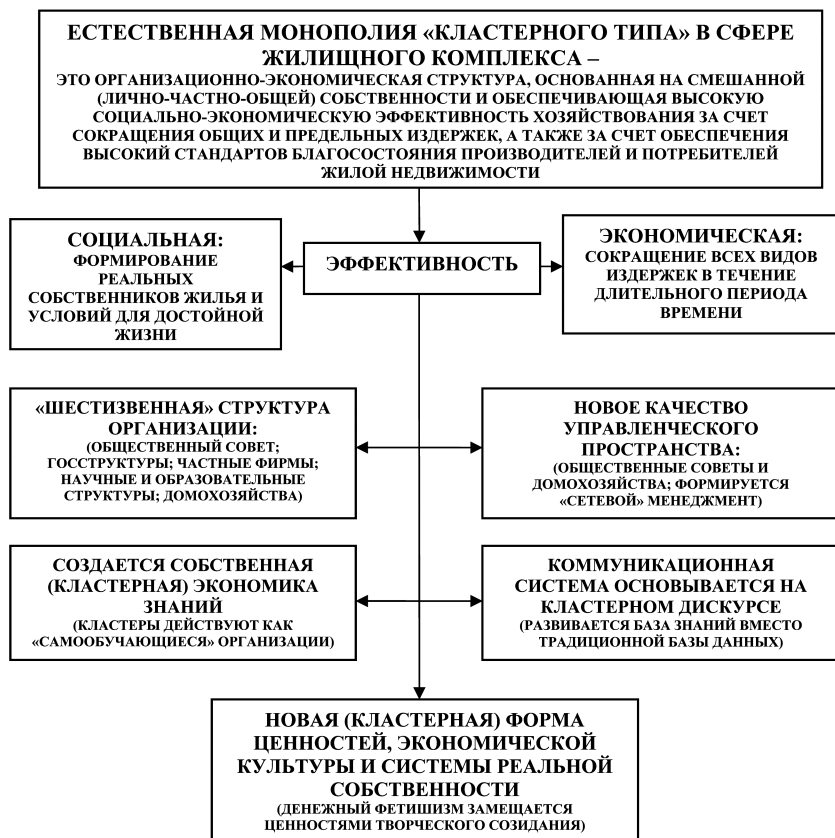 ЕСТЕСТВЕННАЯ МОНОПОЛИЯ «КЛАСТЕРНОГО ТИПА» В СФЕРЕ
ЖИЛИЩНОГО КОМПЛЕКСА –
ЭТО ОРГАНИЗАЦИОННО-ЭКОНОМИЧЕСКАЯ СТРУКТУРА, ОСНОВАННАЯ НА СМЕШАННОЙ
(ЛИЧНО-ЧАСТНО-ОБЩЕЙ) СОБСТВЕННОСТИ И ОБЕСПЕЧИВАЮЩАЯ ВЫСОКУЮ
СОЦИАЛЬНО-ЭКОНОМИЧЕСКУЮ ЭФФЕКТИВНОСТЬ ХОЗЯЙСТВОВАНИЯ ЗА СЧЕТ
СОКРАЩЕНИЯ ОБЩИХ И ПРЕДЕЛЬНЫХ ИЗДЕРЖЕК, А ТАКЖЕ ЗА СЧЕТ ОБЕСПЕЧЕНИЯ
ВЫСОКИЙ СТАНДАРТОВ БЛАГОСОСТОЯНИЯ ПРОИЗВОДИТЕЛЕЙ И ПОТРЕБИТЕЛЕЙ
ЖИЛОЙ НЕДВИЖИМОСТИ
СОЦИАЛЬНАЯ:
ФОРМИРОВАНИЕ
РЕАЛЬНЫХ
СОБСТВЕННИКОВ ЖИЛЬЯ И
УСЛОВИЙ ДЛЯ ДОСТОЙНОЙ
ЖИЗНИ
ЭФФЕКТИВНОСТЬ
ЭКОНОМИЧЕСКАЯ:
СОКРАЩЕНИЕ ВСЕХ ВИДОВ
ИЗДЕРЖЕК В ТЕЧЕНИЕ
ДЛИТЕЛЬНОГО ПЕРИОДА
ВРЕМЕНИ
«ШЕСТИЗВЕННАЯ» СТРУКТУРА
ОРГАНИЗАЦИИ:
(ОБЩЕСТВЕННЫЙ СОВЕТ;
ГОССТРУКТУРЫ; ЧАСТНЫЕ ФИРМЫ;
НАУЧНЫЕ И ОБРАЗОВАТЕЛЬНЫЕ
СТРУКТУРЫ; ДОМОХОЗЯЙСТВА)
НОВОЕ КАЧЕСТВО
УПРАВЛЕНЧЕСКОГО
ПРОСТРАНСТВА:
(ОБЩЕСТВЕННЫЕ СОВЕТЫ И
ДОМОХОЗЯЙСТВА; ФОРМИРУЕТСЯ
«СЕТЕВОЙ» МЕНЕДЖМЕНТ)
СОЗДАЕТСЯ СОБСТВЕННАЯ
(КЛАСТЕРНАЯ) ЭКОНОМИКА
ЗНАНИЙ
(КЛАСТЕРЫ ДЕЙСТВУЮТ КАК
«САМООБУЧАЮЩИЕСЯ» ОРГАНИЗАЦИИ)
КОММУНИКАЦИОННАЯ
СИСТЕМА ОСНОВЫВАЕТСЯ НА
КЛАСТЕРНОМ ДИСКУРСЕ
(РАЗВИВАЕТСЯ БАЗА ЗНАНИЙ ВМЕСТО
ТРАДИЦИОННОЙ БАЗЫ ДАННЫХ)
НОВАЯ (КЛАСТЕРНАЯ) ФОРМА
ЦЕННОСТЕЙ, ЭКОНОМИЧЕСКОЙ
КУЛЬТУРЫ И СИСТЕМЫ РЕАЛЬНОЙ
СОБСТВЕННОСТИ
(ДЕНЕЖНЫЙ ФЕТИШИЗМ ЗАМЕЩАЕТСЯ
ЦЕННОСТЯМИ ТВОРЧЕСКОГО СОЗИДАНИЯ)